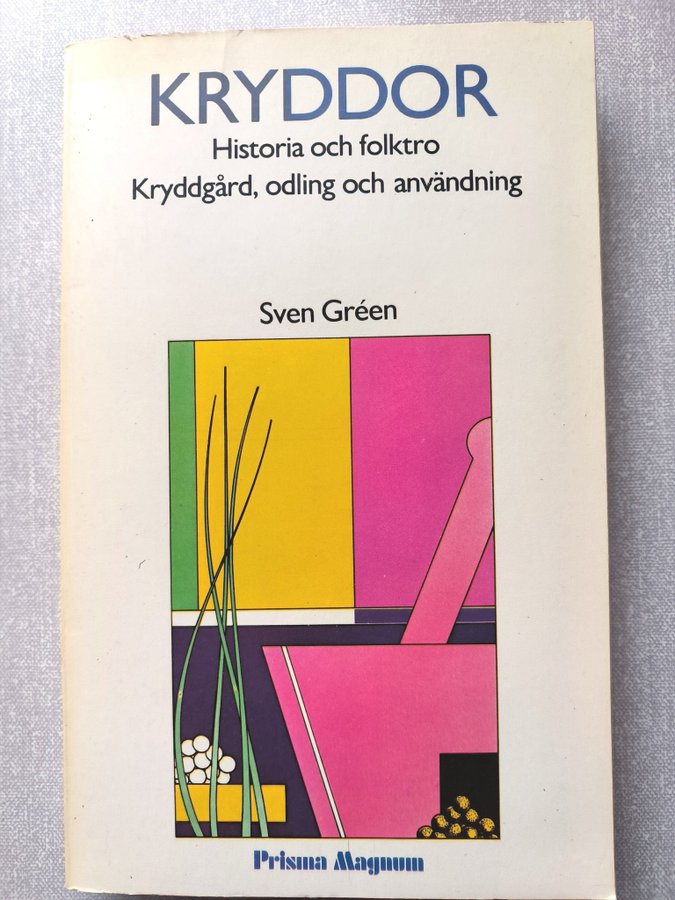 KRYDDOR
Historia och folktro
Kryddgård, odling och användning
Sven Gréen
Prisma Magnum